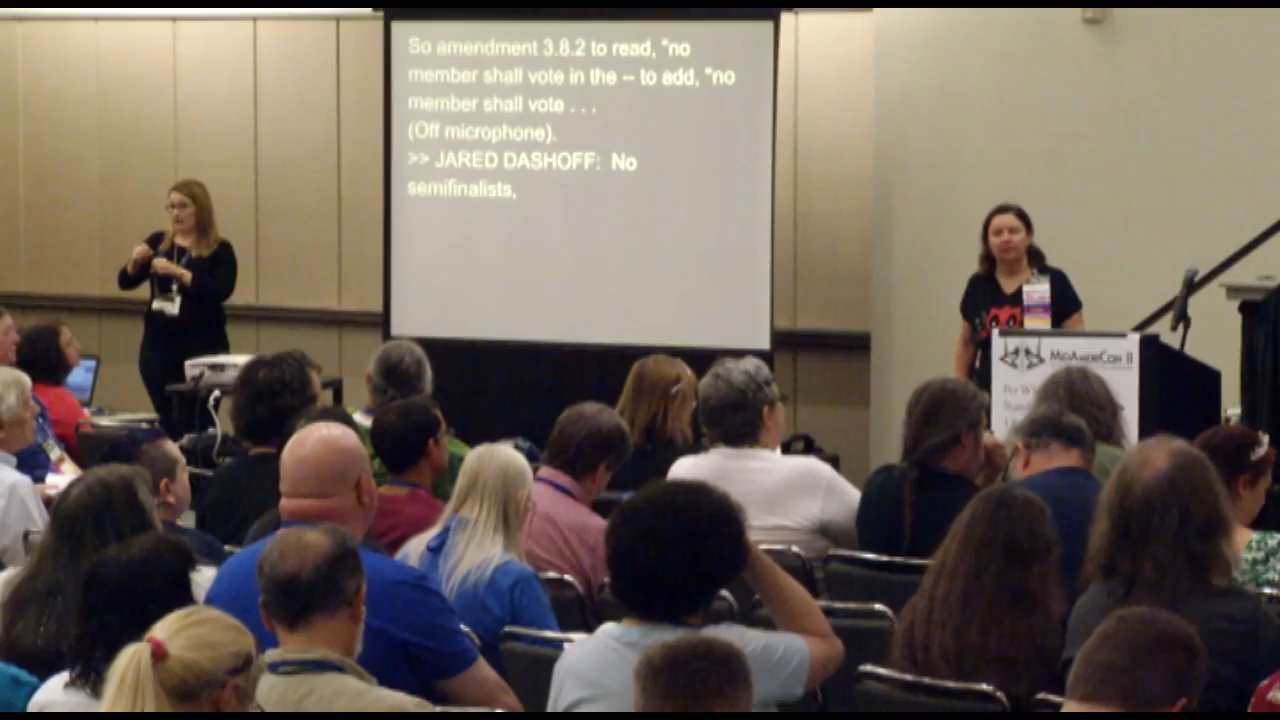 So amendment 3.8.2 to read, "no
member shall vote in the -- to add, "no
member shall vote . . .
(Off microphone).
>> JARED DASHOFF:  No
semifinalists,
MIDAMERICON II